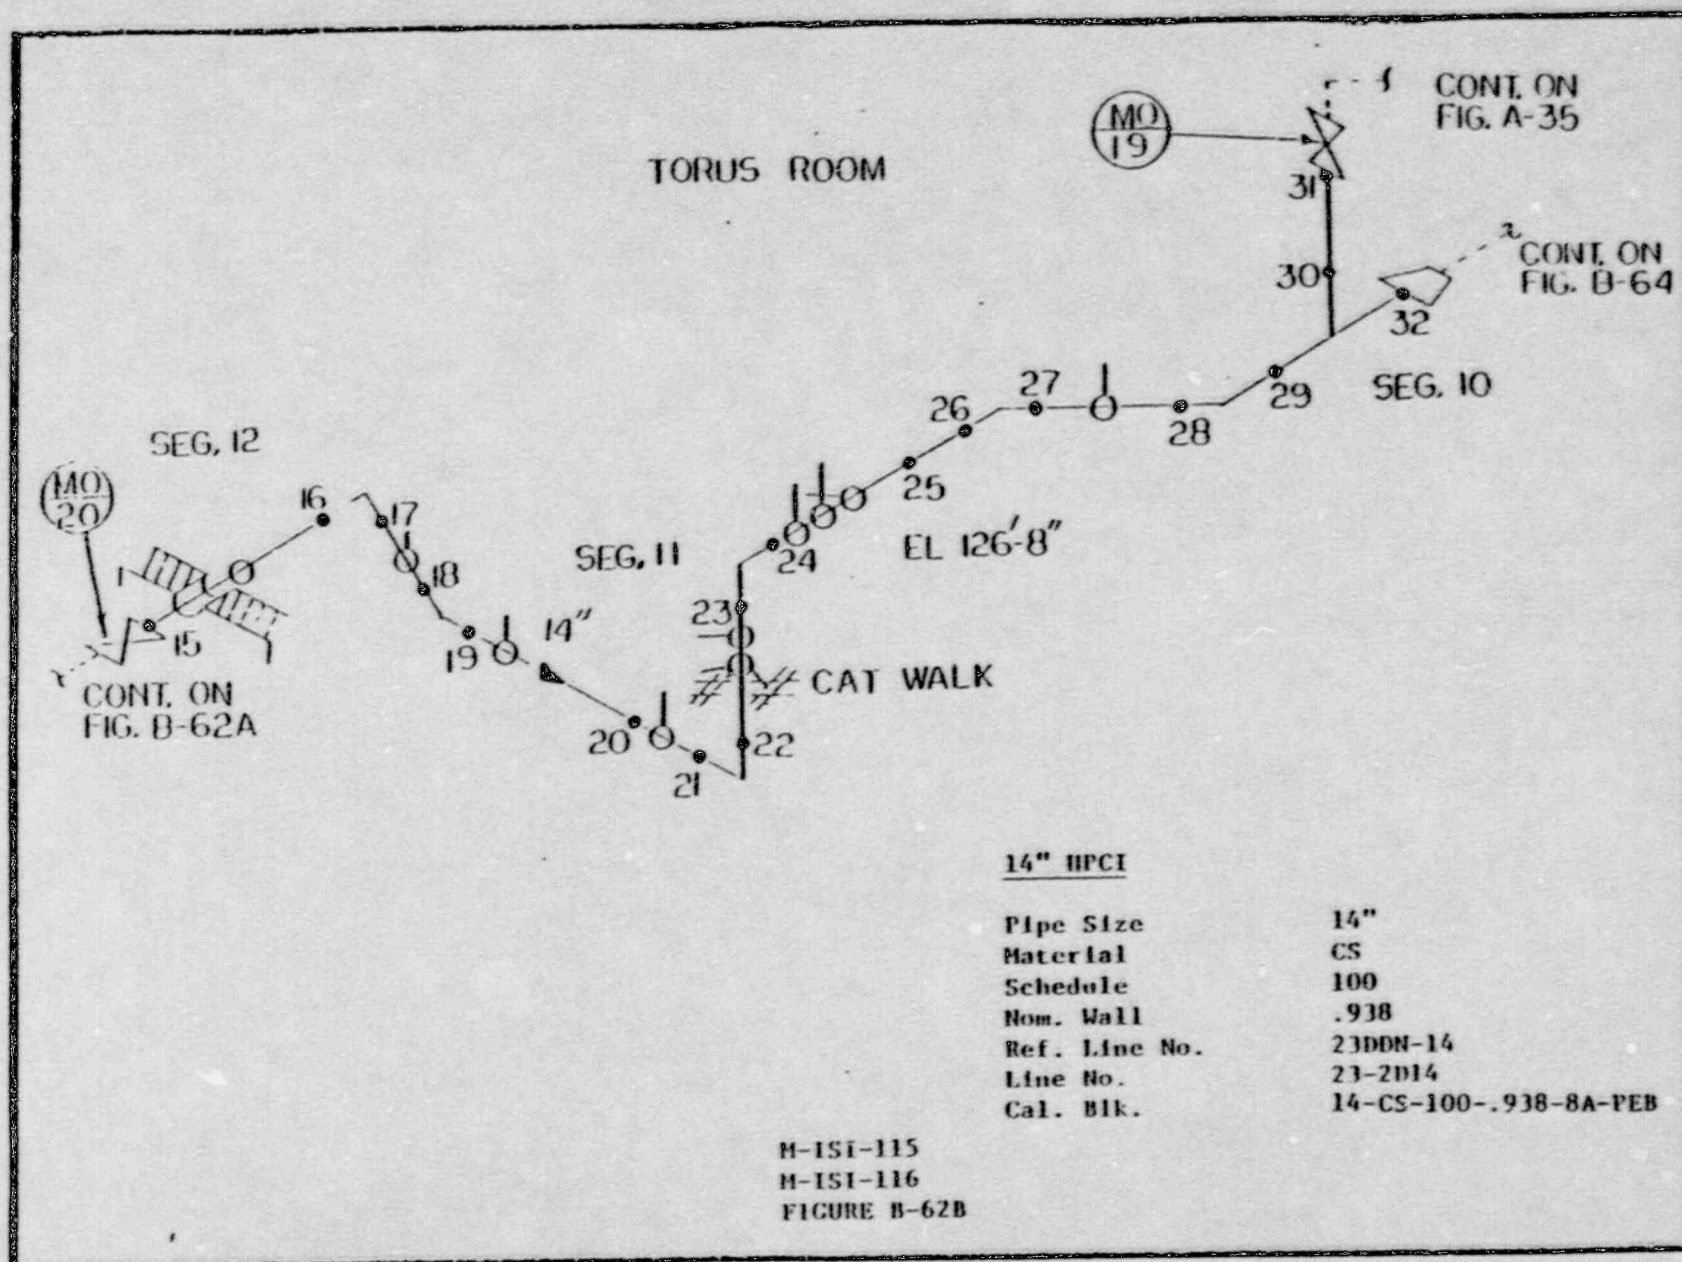 CONT. ON
FIG. A-35
MO
19
TORUS ROOM
31
CONT. ON
FIG. B-64
30
32
27
SEG. 10
26
29
28
SEG. 12
MO
20
16
17
25
EL 126'-8"
SEG. 11
24
18
23
14"
15
19
CAT WALK
CONT. ON
FIG. B-62A
20
22
21
14" HPCI
Pipe Size 14"
Material CS
Schedule 100
Nom. Wall .938
Ref. Line No. 23DDN-14
Line No.
Cal. Blk. 14-CS-100-.938-8A-PEB
M-ISI-115
M-ISI-116
FIGURE B-62B